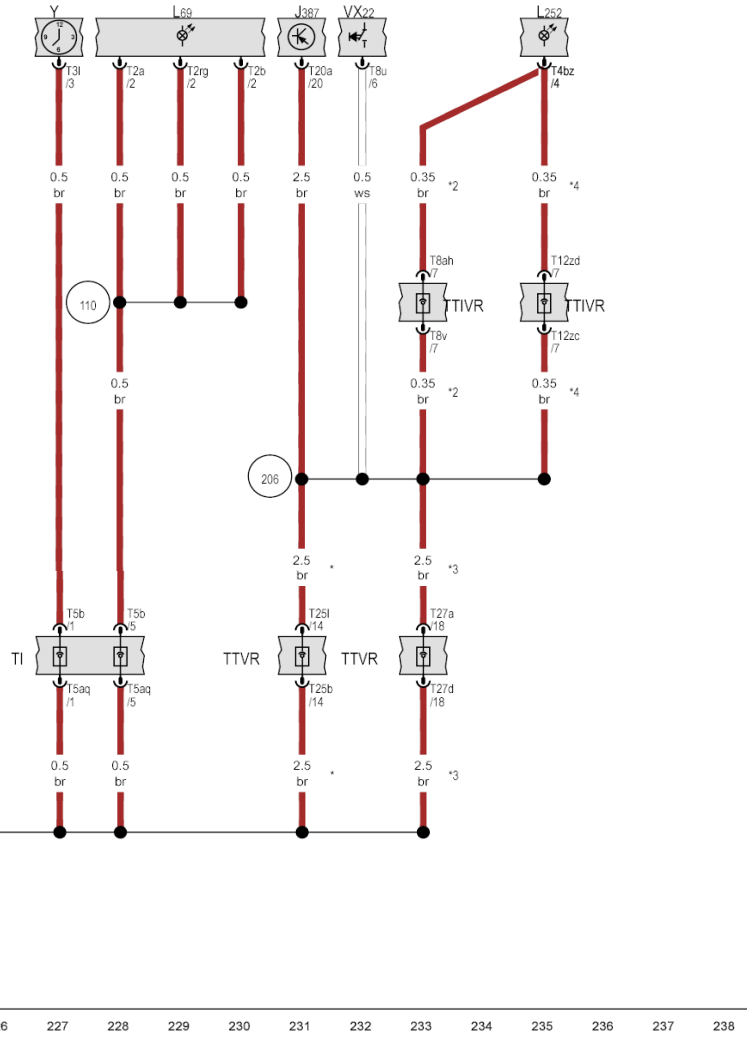 Y L69 J387 VX22 L252
12
9 3
6
T3l T2a T2rg T2b T20a T8u T4bz
/3 /2 /2 /2 /20 /6 /4
0.5 0.5 0.5 0.5 2.5 0.5 0.35 0.35
br br br br br ws br *2 br *4
T8ah T12zd
/7 /7
110 TTIVR TTIVR
T8v T12zc
/7 /7
0.5 0.35 0.35
br br *2 br *4
206
2.5 2.5
br * br *3
T5b T5b T25l T27a
/1 /5 /14 /18
TI TTVR TTVR
T5aq T5aq T25b T27d
/1 /5 /14 /18
0.5 0.5 2.5 2.5
br br br * br *3
6 227 228 229 230 231 232 233 234 235 236 237 238